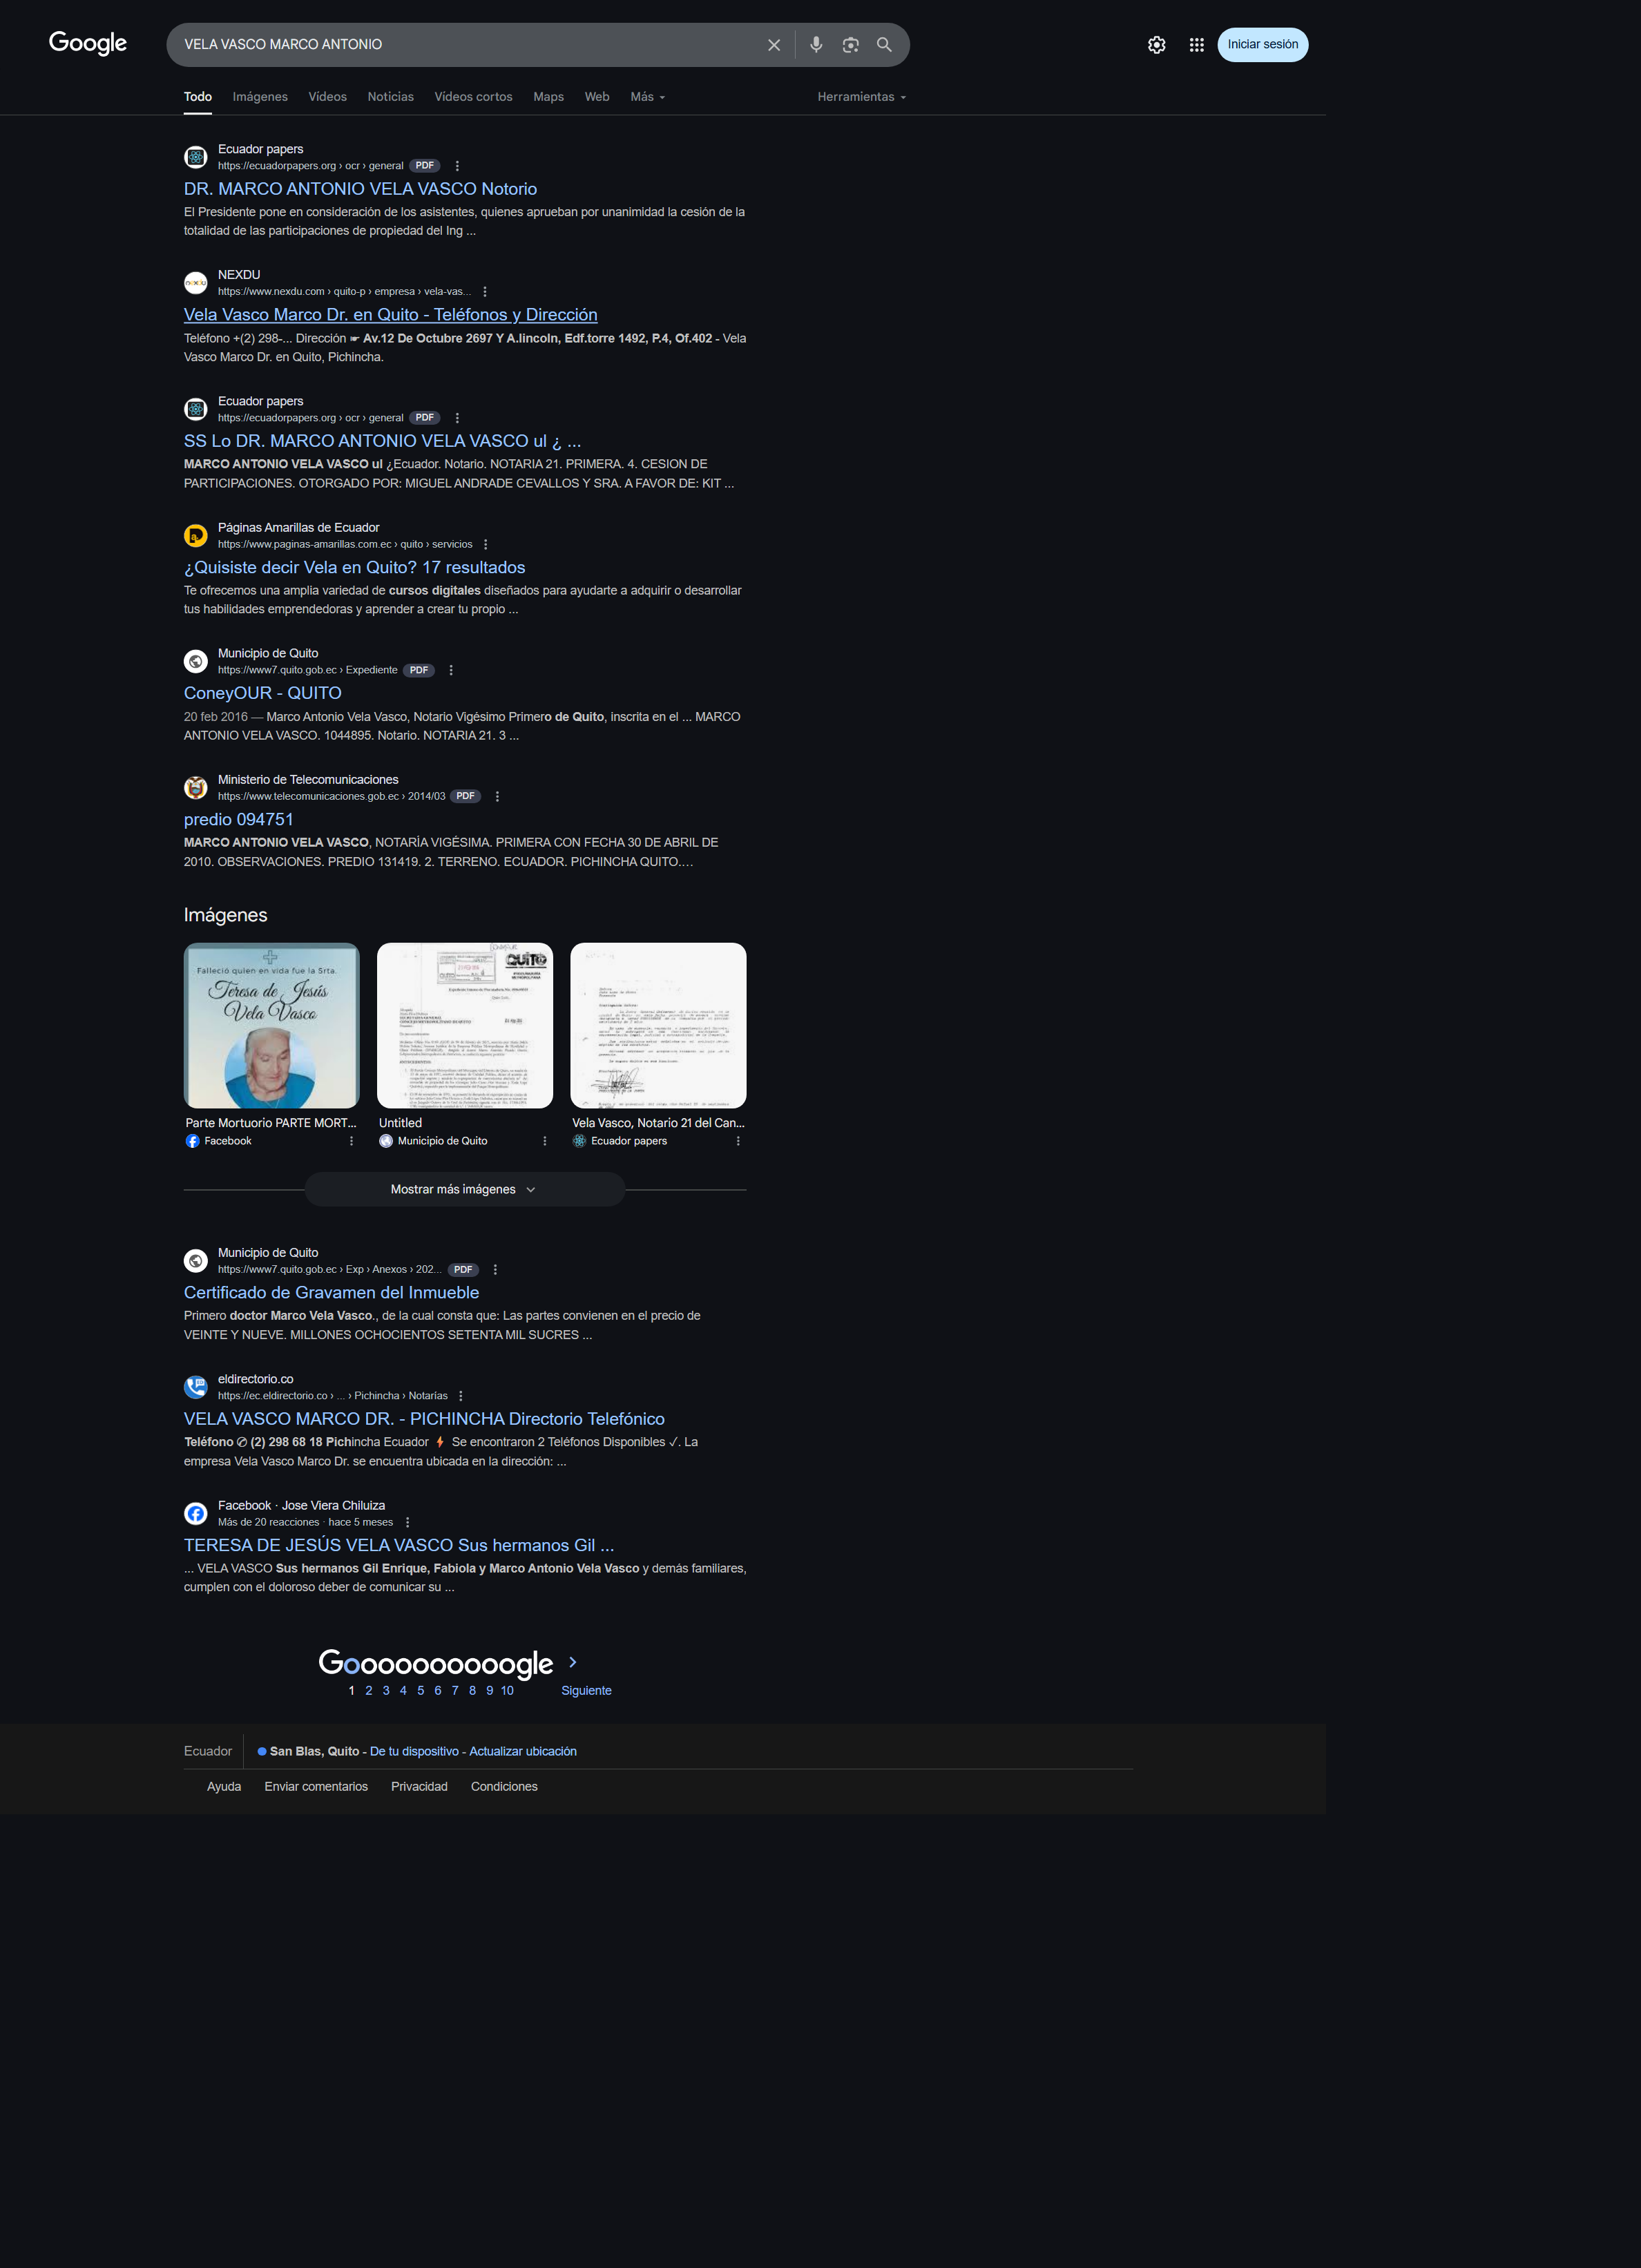 Google
VELA VASCO MARCO ANTONIO
Iniciar sesión
Todo
Imágenes
Vídeos
Noticias
Vídeos cortos
Maps
Web
Más
Herramientas
Ecuador papers
https://ecuadorpapers.org › ocr › general PDF
DR. MARCO ANTONIO VELA VASCO Notorio
El Presidente pone en consideración de los asistentes, quienes aprueban por unanimidad la cesión de la
totalidad de las participaciones de propiedad del Ing ...
NEXDU
https://www.nexdu.com › quito-p › empresa › vela-vas...
Vela Vasco Marco Dr. en Quito - Teléfonos y Dirección
Teléfono +(2) 298-... Dirección ☛ Av.12 De Octubre 2697 Y A.lincoln, Edf.torre 1492, P.4, Of.402 - Vela
Vasco Marco Dr. en Quito, Pichincha.
Ecuador papers
https://ecuadorpapers.org › ocr › general PDF
SS Lo DR. MARCO ANTONIO VELA VASCO ul ¿ ...
MARCO ANTONIO VELA VASCO ul ¿Ecuador. Notario. NOTARIA 21. PRIMERA. 4. CESION DE
PARTICIPACIONES. OTORGADO POR: MIGUEL ANDRADE CEVALLOS Y SRA. A FAVOR DE: KIT ...
Páginas Amarillas de Ecuador
https://www.paginas-amarillas.com.ec › quito › servicios
¿Quisiste decir Vela en Quito? 17 resultados
Te ofrecemos una amplia variedad de cursos digitales diseñados para ayudarte a adquirir o desarrollar
tus habilidades emprendedoras y aprender a crear tu propio ...
Municipio de Quito
https://www7.quito.gob.ec › Expediente PDF
ConeyOUR - QUITO
20 feb 2016 — Marco Antonio Vela Vasco, Notario Vigésimo Primero de Quito, inscrita en el ... MARCO
ANTONIO VELA VASCO. 1044895. Notario. NOTARIA 21. 3 ...
Ministerio de Telecomunicaciones
https://www.telecomunicaciones.gob.ec › 2014/03 PDF
predio 094751
MARCO ANTONIO VELA VASCO, NOTARÌA VIGÉSIMA. PRIMERA CON FECHA 30 DE ABRIL DE
2010. OBSERVACIONES. PREDIO 131419. 2. TERRENO. ECUADOR. PICHINCHA QUITO....
Imágenes
Falleció quien en vida fue la Srta.
Teresa de Jesús
Vela Vasco
QUITO
Parte Mortuorio PARTE MORT...
Facebook
Untitled
Municipio de Quito
Vela Vasco, Notario 21 del Can...
Ecuador papers
Mostrar más imágenes
Municipio de Quito
https://www7.quito.gob.ec › Exp › Anexos › 202... PDF
Certificado de Gravamen del Inmueble
Primero doctor Marco Vela Vasco., de la cual consta que: Las partes convienen en el precio de
VEINTE Y NUEVE. MILLONES OCHOCIENTOS SETENTA MIL SUCRES ...
eldirectorio.co
https://ec.eldirectorio.co › ... › Pichincha › Notarías
VELA VASCO MARCO DR. - PICHINCHA Directorio Telefónico
Teléfono ✆ (2) 298 68 18 Pichincha Ecuador ⚡ Se encontraron 2 Teléfonos Disponibles ✓. La
empresa Vela Vasco Marco Dr. se encuentra ubicada en la dirección: ...
Facebook · Jose Viera Chiluiza
Más de 20 reacciones · hace 5 meses
TERESA DE JESÚS VELA VASCO Sus hermanos Gil ...
... VELA VASCO Sus hermanos Gil Enrique, Fabiola y Marco Antonio Vela Vasco y demás familiares,
cumplen con el doloroso deber de comunicar su ...
Goooooooooogle
1 2 3 4 5 6 7 8 9 10 Siguiente
Ecuador
San Blas, Quito - De tu dispositivo - Actualizar ubicación
Ayuda
Enviar comentarios
Privacidad
Condiciones